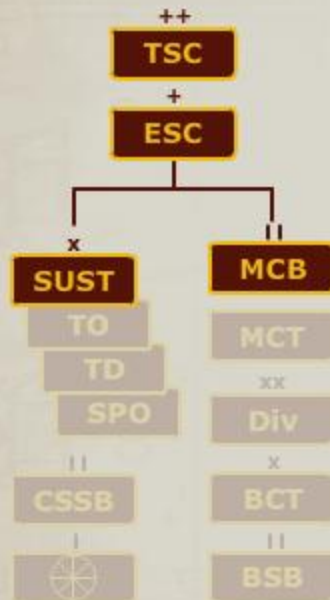 ++
TSC
+
ESC
x
SUST
TO
TD
SPO
II
CSSB
I
II
MCB
MCT
xx
Div
x
BCT
II
BSB